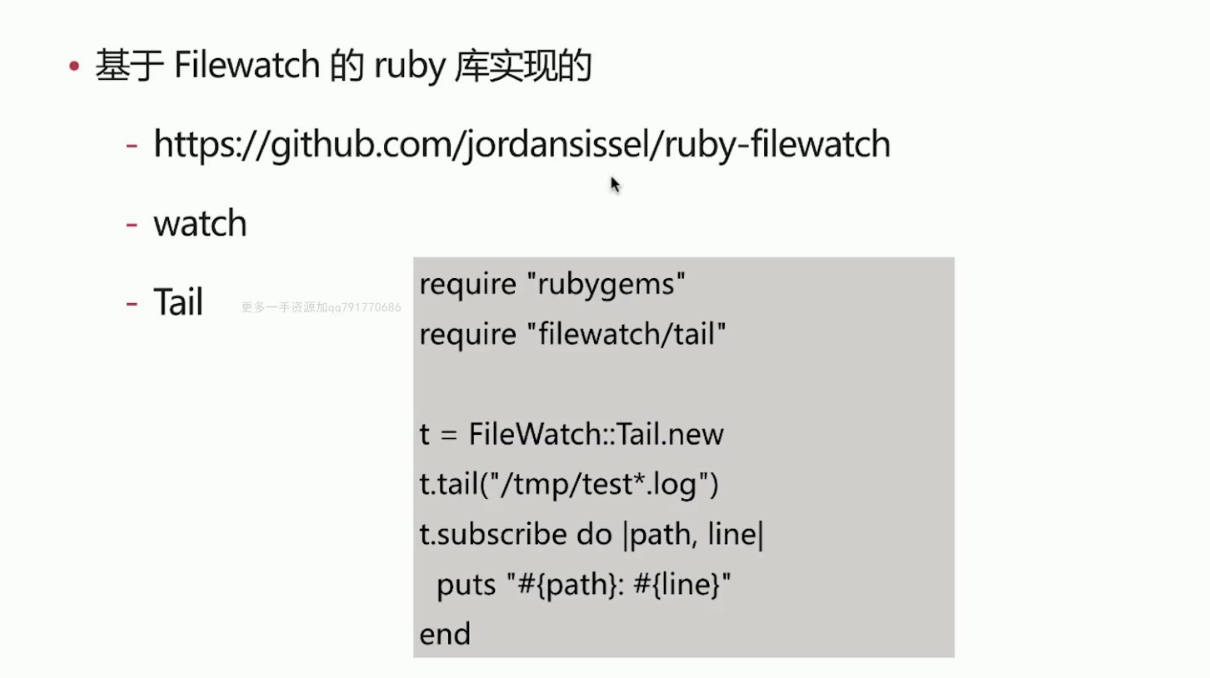 • 基于 Filewatch 的 ruby 库实现的
- https://github.com/jordansissel/ruby-filewatch
- watch
- Tail
更多一手资源加qq791770686
require "rubygems"
require "filewatch/tail"
t = FileWatch::Tail.new
t.tail("/tmp/test*.log")
t.subscribe do |path, line|
puts "#{path}: #{line}"
end